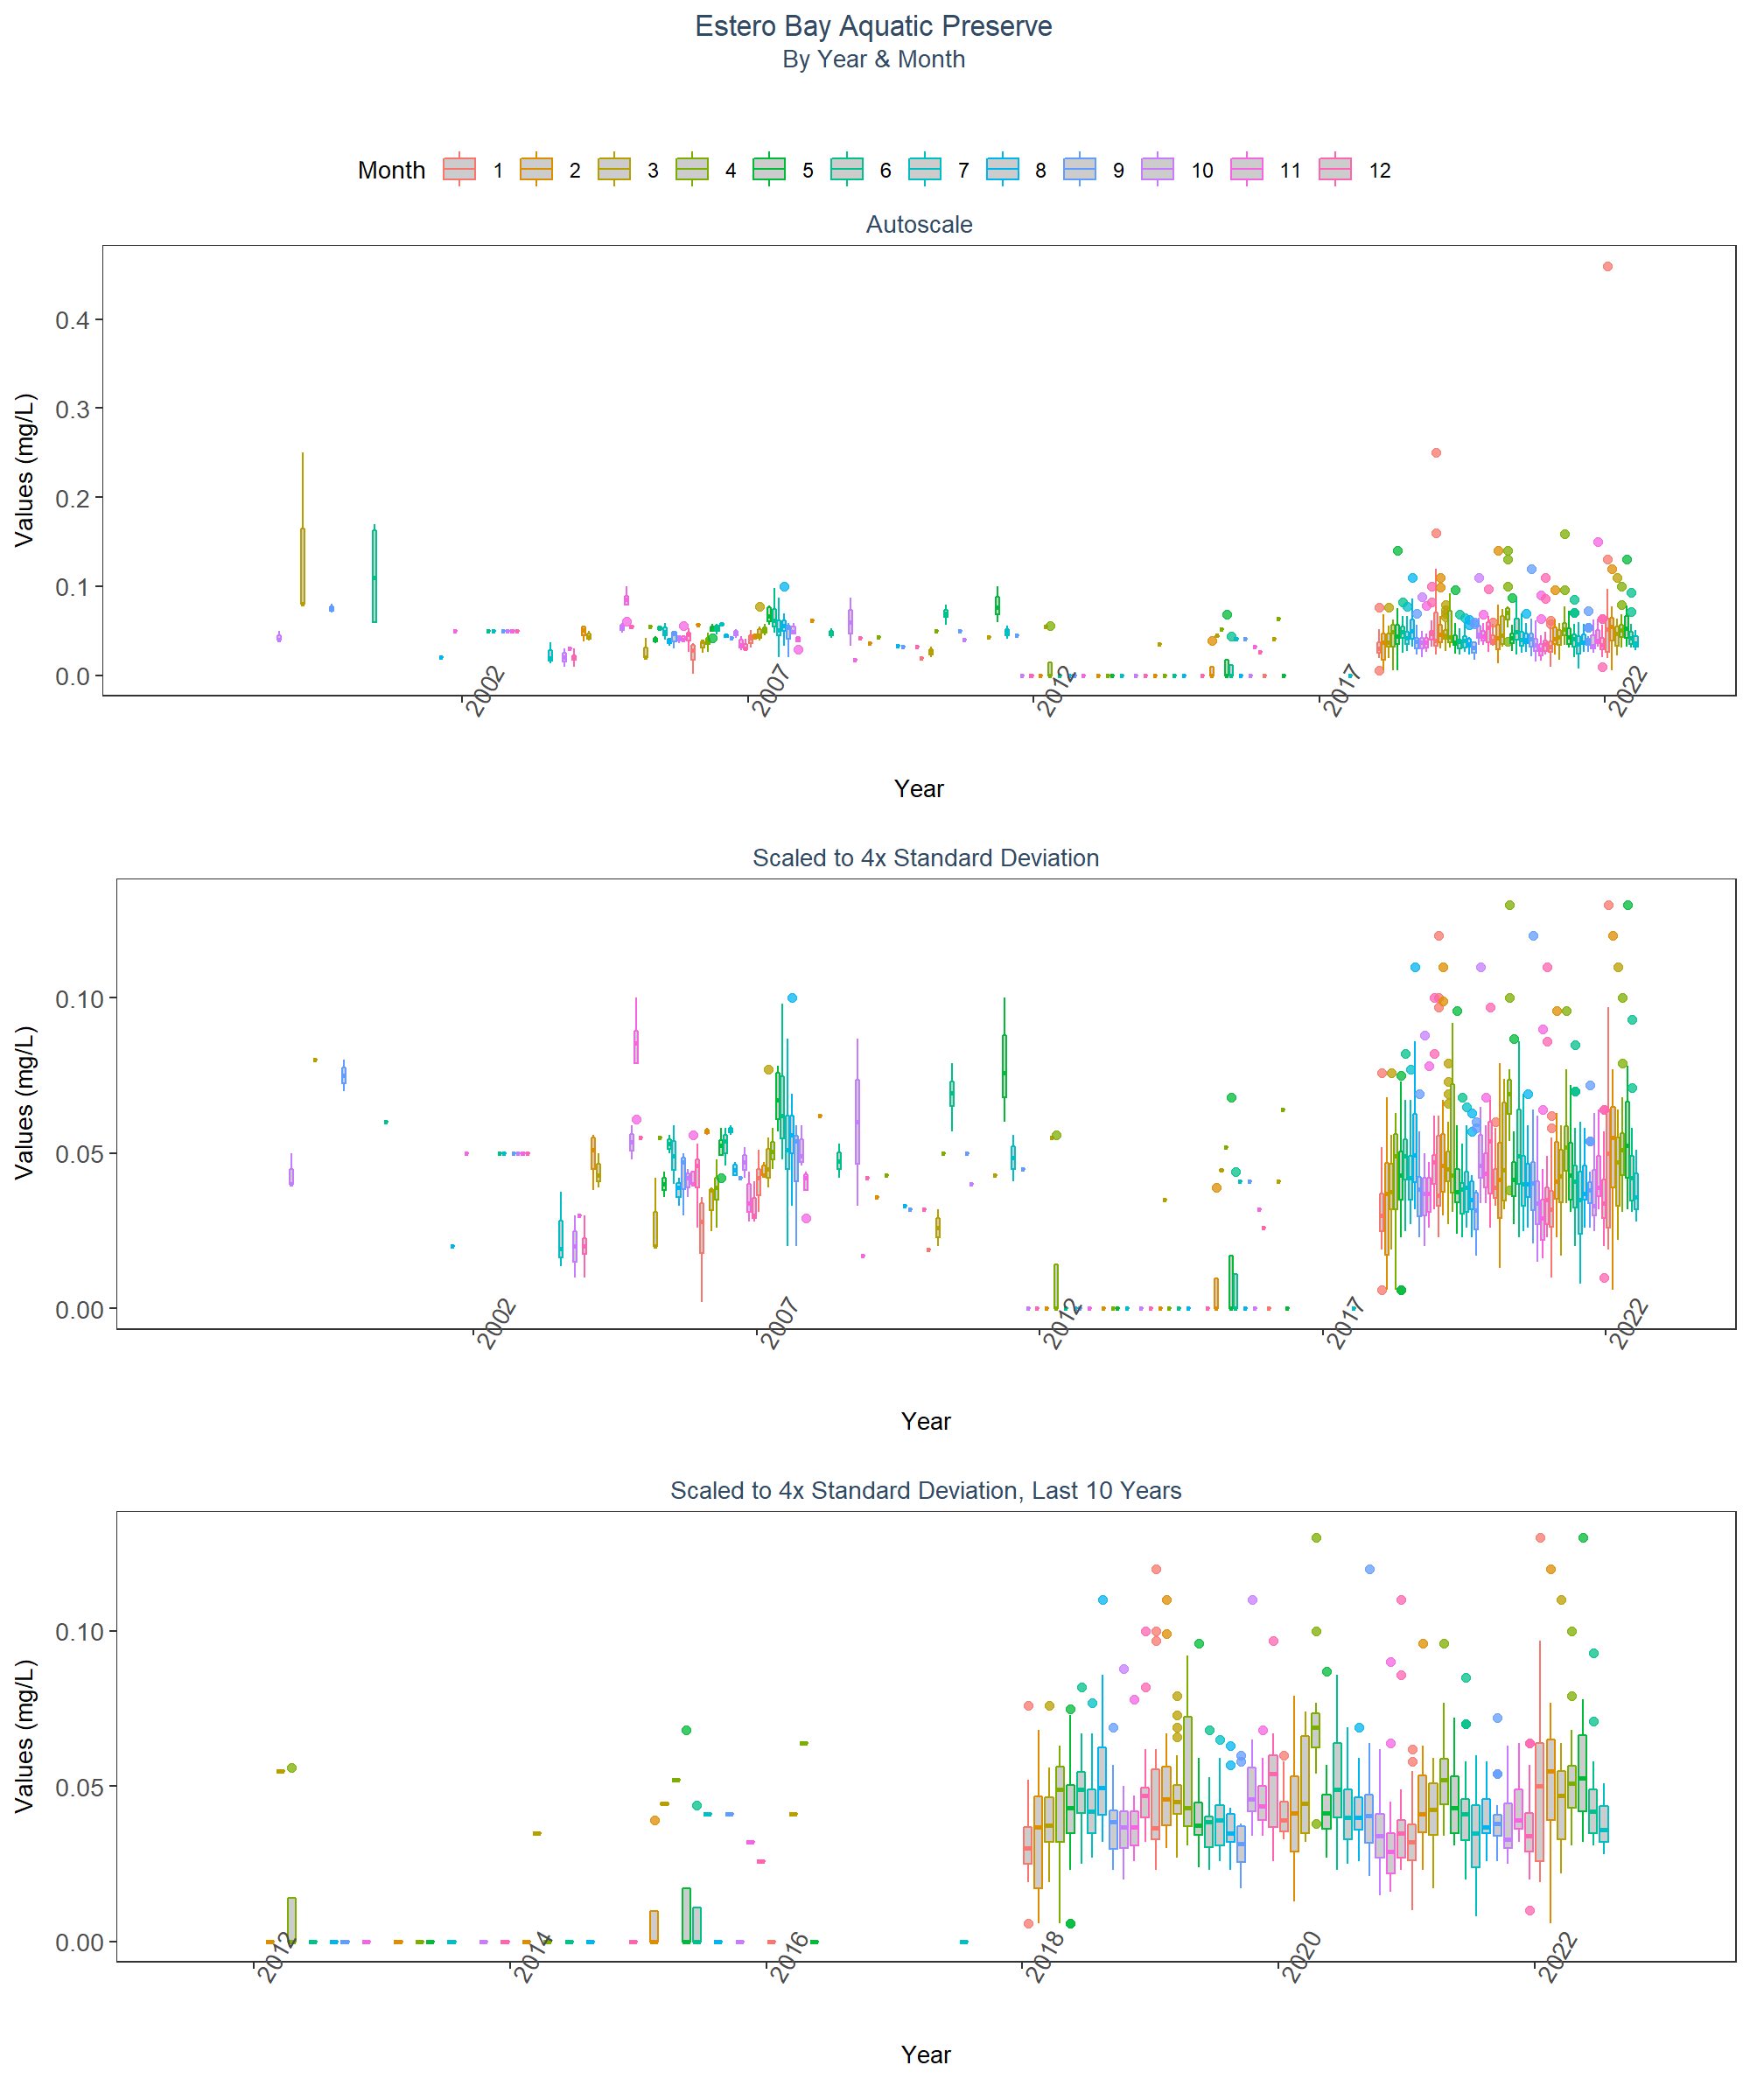 Estero Bay Aquatic Preserve
By Year & Month
Month 1 2 3 4 5 6 7 8 9 10 11 12
Autoscale
Values (mg/L)
0.4
0.3
0.2
0.1
0.0
2002 2007 2012 2017 2022
Year
Scaled to 4x Standard Deviation
Values (mg/L)
0.10
0.05
0.00
2002 2007 2012 2017 2022
Year
Scaled to 4x Standard Deviation, Last 10 Years
Values (mg/L)
0.10
0.05
0.00
2012 2014 2016 2018 2020 2022
Year